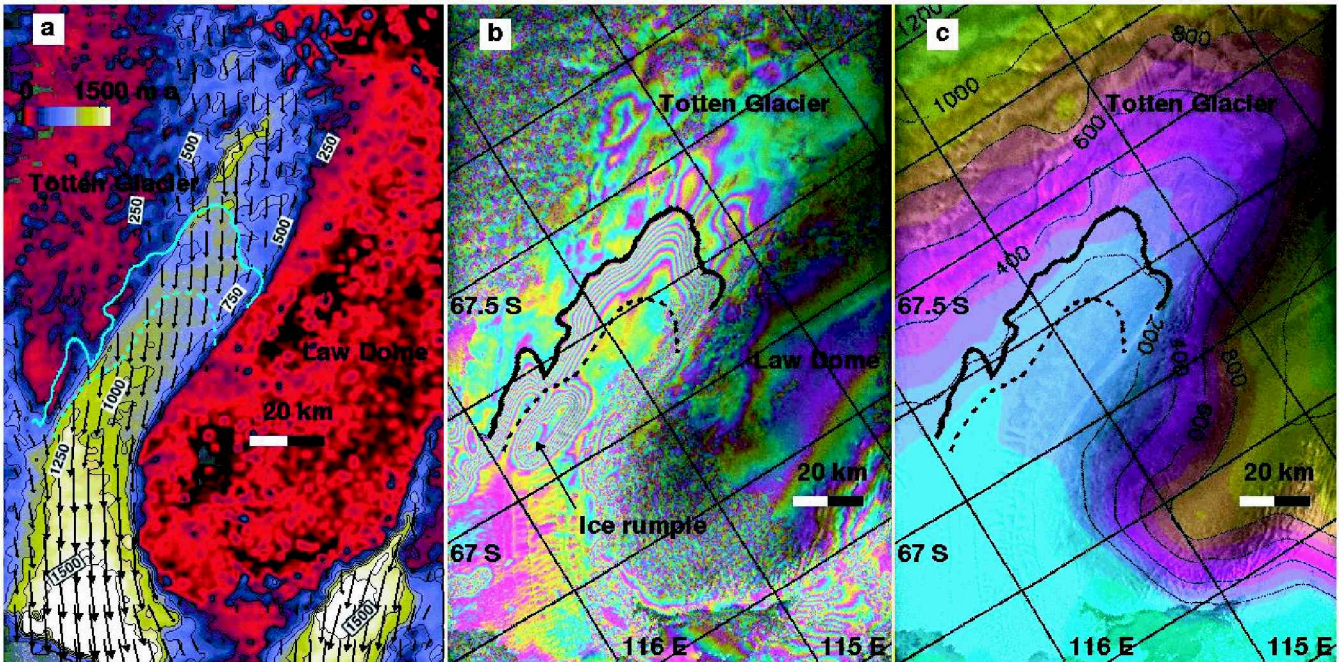 a
0 1500 m a
500
250
Totten Glacier
250
500
750
Law Dome
1000
20 km
1250
1500
1500
b
Totten Glacier
67.5 S
Law Dome
20 km
Ice rumple
67 S
116 E
115 E
c
1200
800
1000
Totten Glacier
600
400
67.5 S
200
400
800
600
20 km
67 S
116 E
115 E